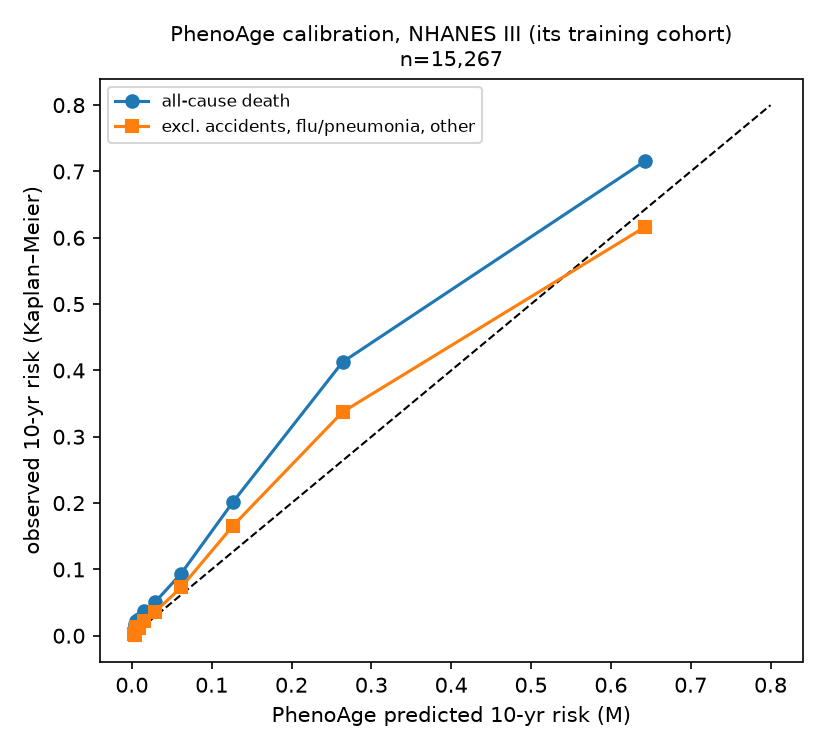 PhenoAge calibration, NHANES III (its training cohort)
n=15,267
all-cause death
excl. accidents, flu/pneumonia, other
observed 10-yr risk (Kaplan–Meier)
0.8
0.7
0.6
0.5
0.4
0.3
0.2
0.1
0.0
0.0 0.1 0.2 0.3 0.4 0.5 0.6 0.7 0.8
PhenoAge predicted 10-yr risk (M)